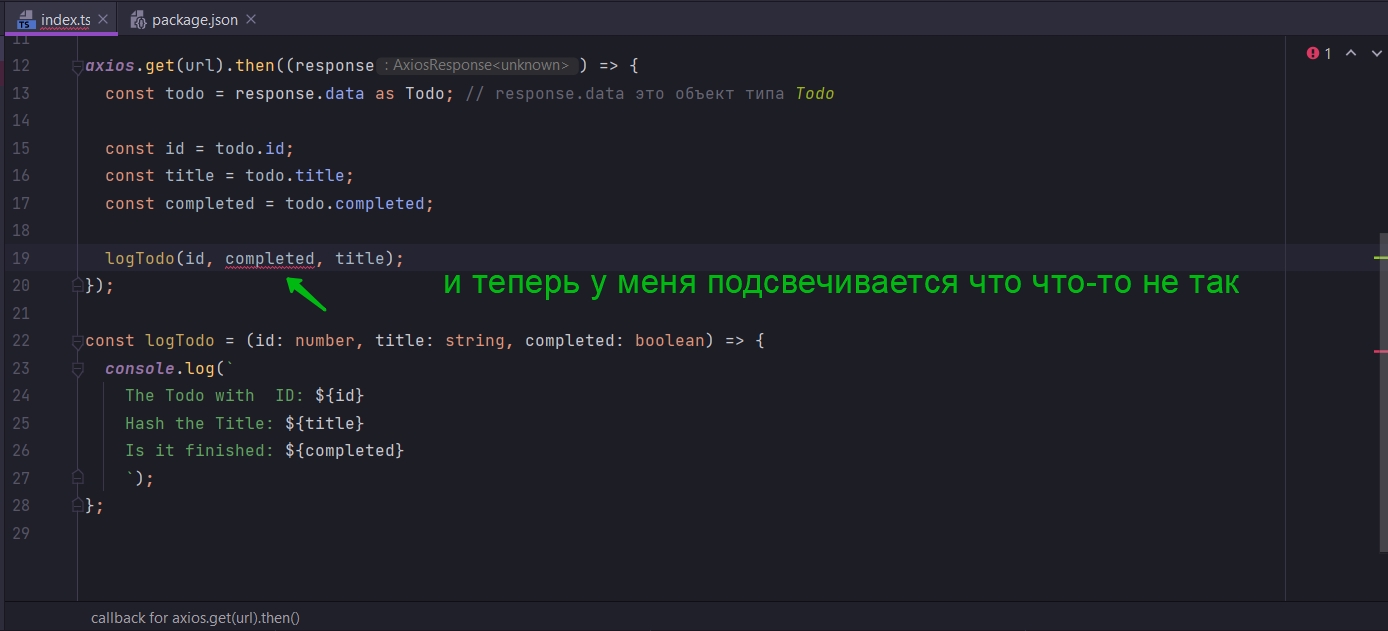 index.ts package.json
11
12 axios.get(url).then((response : AxiosResponse<unknown> ) => { 1
13 const todo = response.data as Todo; // response.data это объект типа Todo
14
15 const id = todo.id;
16 const title = todo.title;
17 const completed = todo.completed;
18
19 logTodo(id, completed, title);
20 }); и теперь у меня подсвечивается что что-то не так
21
22 const logTodo = (id: number, title: string, completed: boolean) => {
23 console.log(`
24 The Todo with  ID: ${id}
25 Hash the Title: ${title}
26 Is it finished: ${completed}
27 `);
28 };
29
callback for axios.get(url).then()